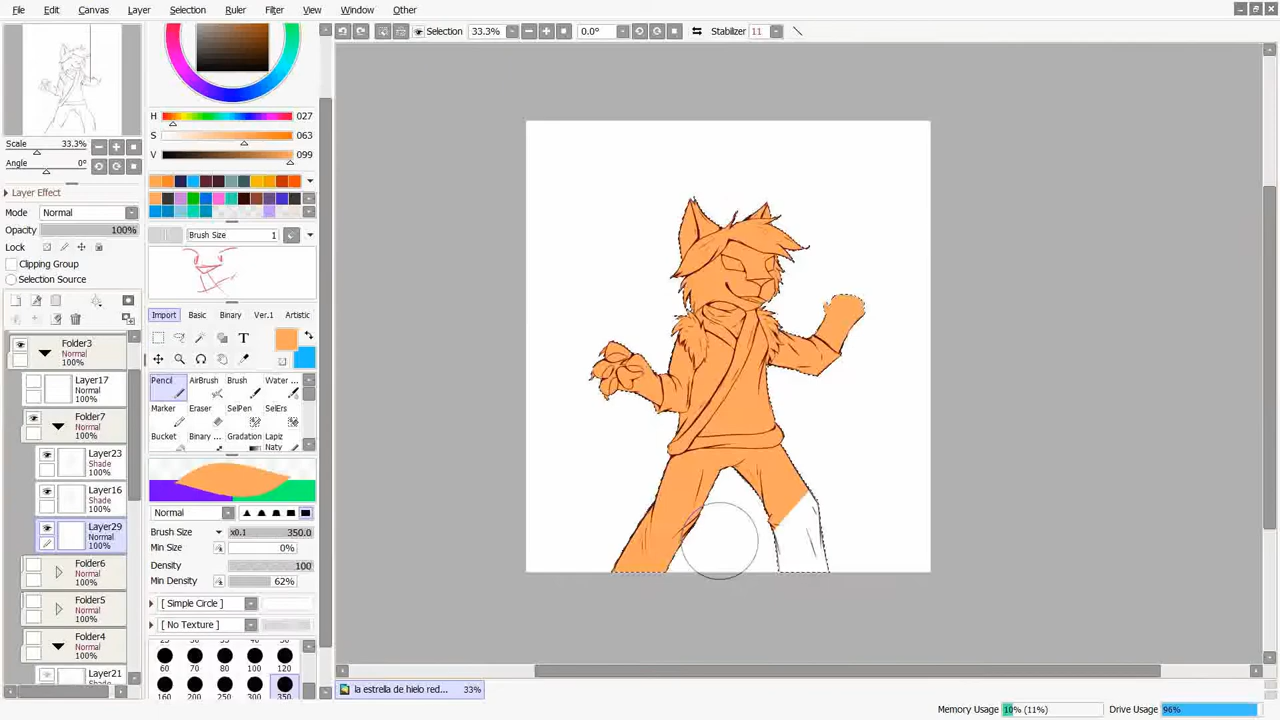 File Edit Canvas Layer Selection Ruler Filter View Window Other
Selection 33.3% 0.0° Stabilizer 11
Scale 33.3%
Angle 0°
Layer Effect
Mode Normal
Opacity 100%
Lock
Clipping Group
Selection Source
Folder3
Normal
100%
Layer17
Normal
100%
Folder7
Normal
100%
Layer23
Shade
100%
Layer16
Shade
100%
Layer29
Normal
100%
Folder6
Normal
100%
Folder5
Normal
100%
Folder4
Normal
100%
Layer21
H 027
S 063
V 099
Brush Size 1
Import Basic Binary Ver.1 Artistic
T
Pencil AirBrush Brush Water ...
Marker Eraser SelPen SelErs
Bucket Binary ... Gradation Lapiz Naty
Normal
Brush Size x0.1 350.0
Min Size 0%
Density 100
Min Density 62%
[ Simple Circle ]
[ No Texture ]
60 70 80 100 120
160 200 250 300 350
la estrella de hielo red... 33%
Memory Usage 10% (11%) Drive Usage 96%